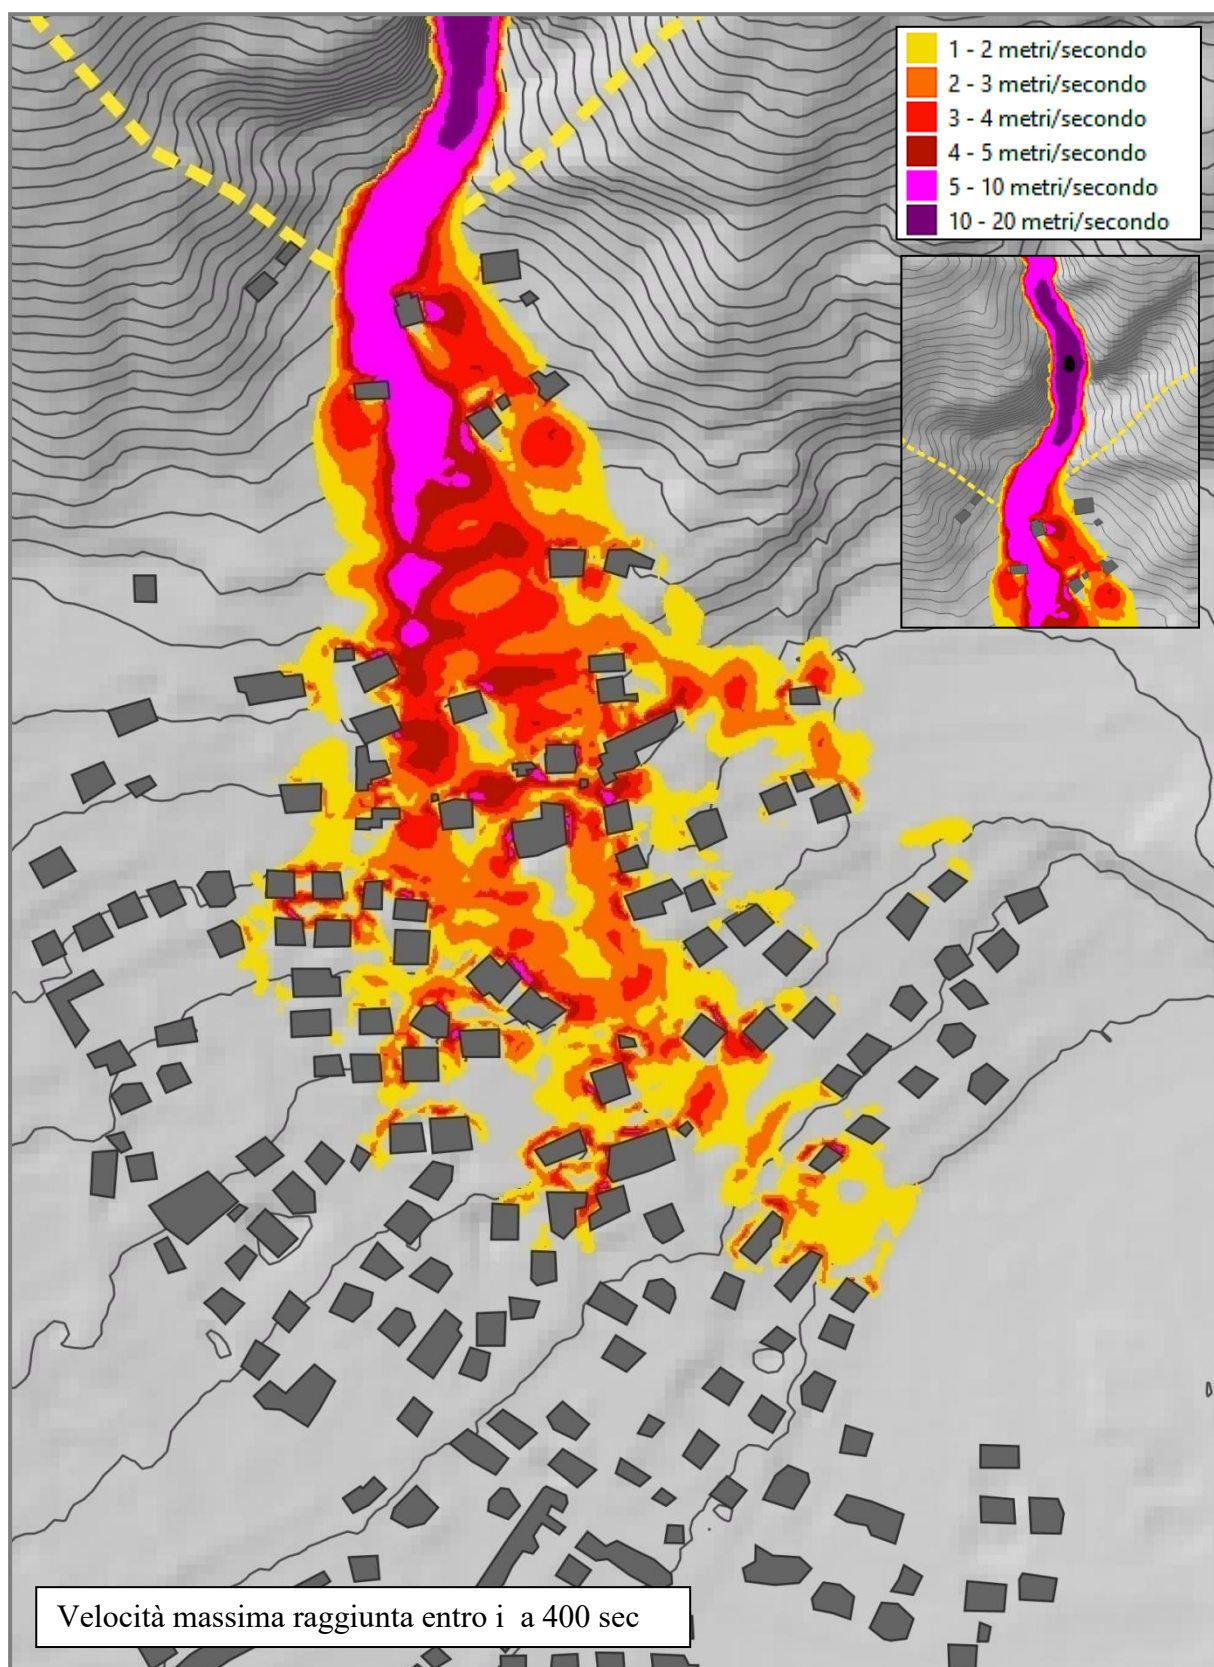 1 - 2 metri/secondo
2 - 3 metri/secondo
3 - 4 metri/secondo
4 - 5 metri/secondo
5 - 10 metri/secondo
10 - 20 metri/secondo
Velocità massima raggiunta entro i  a 400 sec